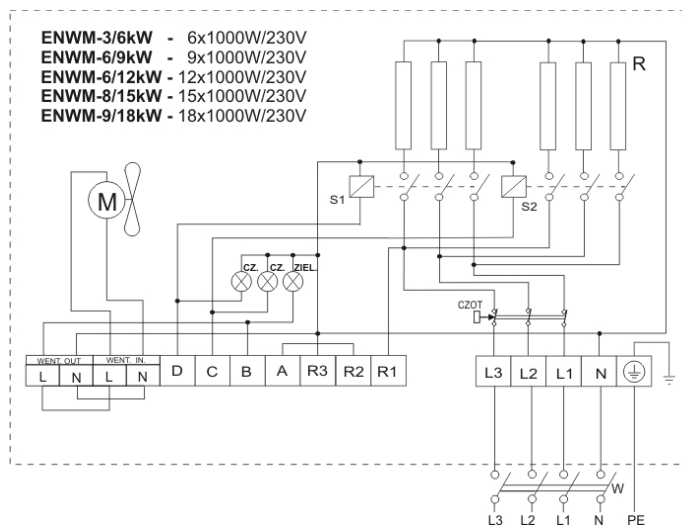 ENWM-3/6kW - 6x1000W/230V
ENWM-6/9kW - 9x1000W/230V
ENWM-6/12kW - 12x1000W/230V
ENWM-8/15kW - 15x1000W/230V
ENWM-9/18kW - 18x1000W/230V
R
M
S1
S2
CZ. CZ. ZIEL.
CZOT
WENT. OUT WENT. IN.
L N L N D C B A R3 R2 R1
L3 L2 L1 N
W
L3 L2 L1 N PE